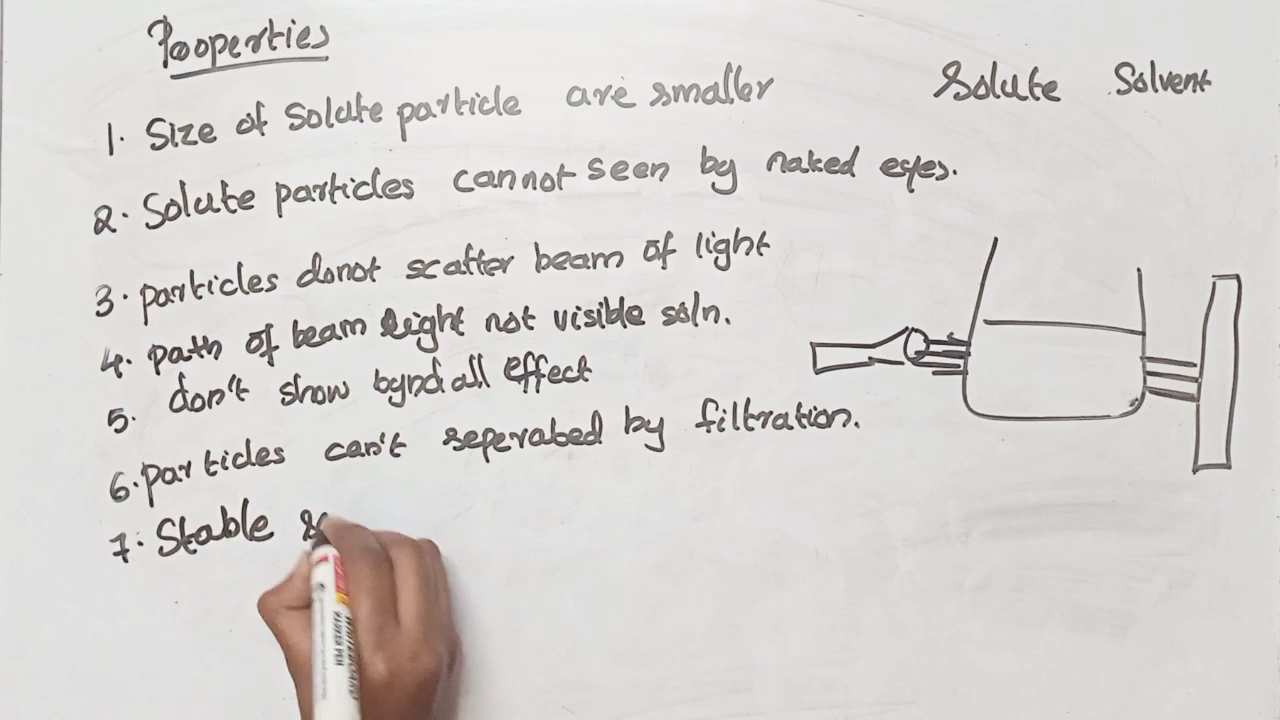 Properties
Solute Solvent
1. Size of Solute particle are smaller
2. Solute particles cannot seen by naked eyes.
3. particles donot scatter beam of light
4. path of beam light not visible soln.
5. don't show byndall effect
6. particles can't seperabed by filtration.
7. Stable